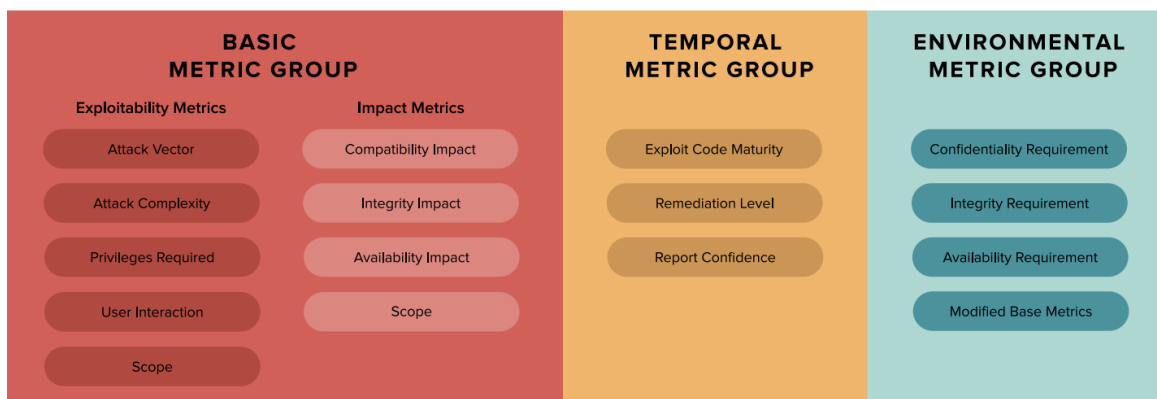 BASIC
METRIC GROUP
Exploitability Metrics
Attack Vector
Attack Complexity
Privileges Required
User Interaction
Scope
Impact Metrics
Compatibility Impact
Integrity Impact
Availability Impact
Scope
TEMPORAL
METRIC GROUP
Exploit Code Maturity
Remediation Level
Report Confidence
ENVIRONMENTAL
METRIC GROUP
Confidentiality Requirement
Integrity Requirement
Availability Requirement
Modified Base Metrics